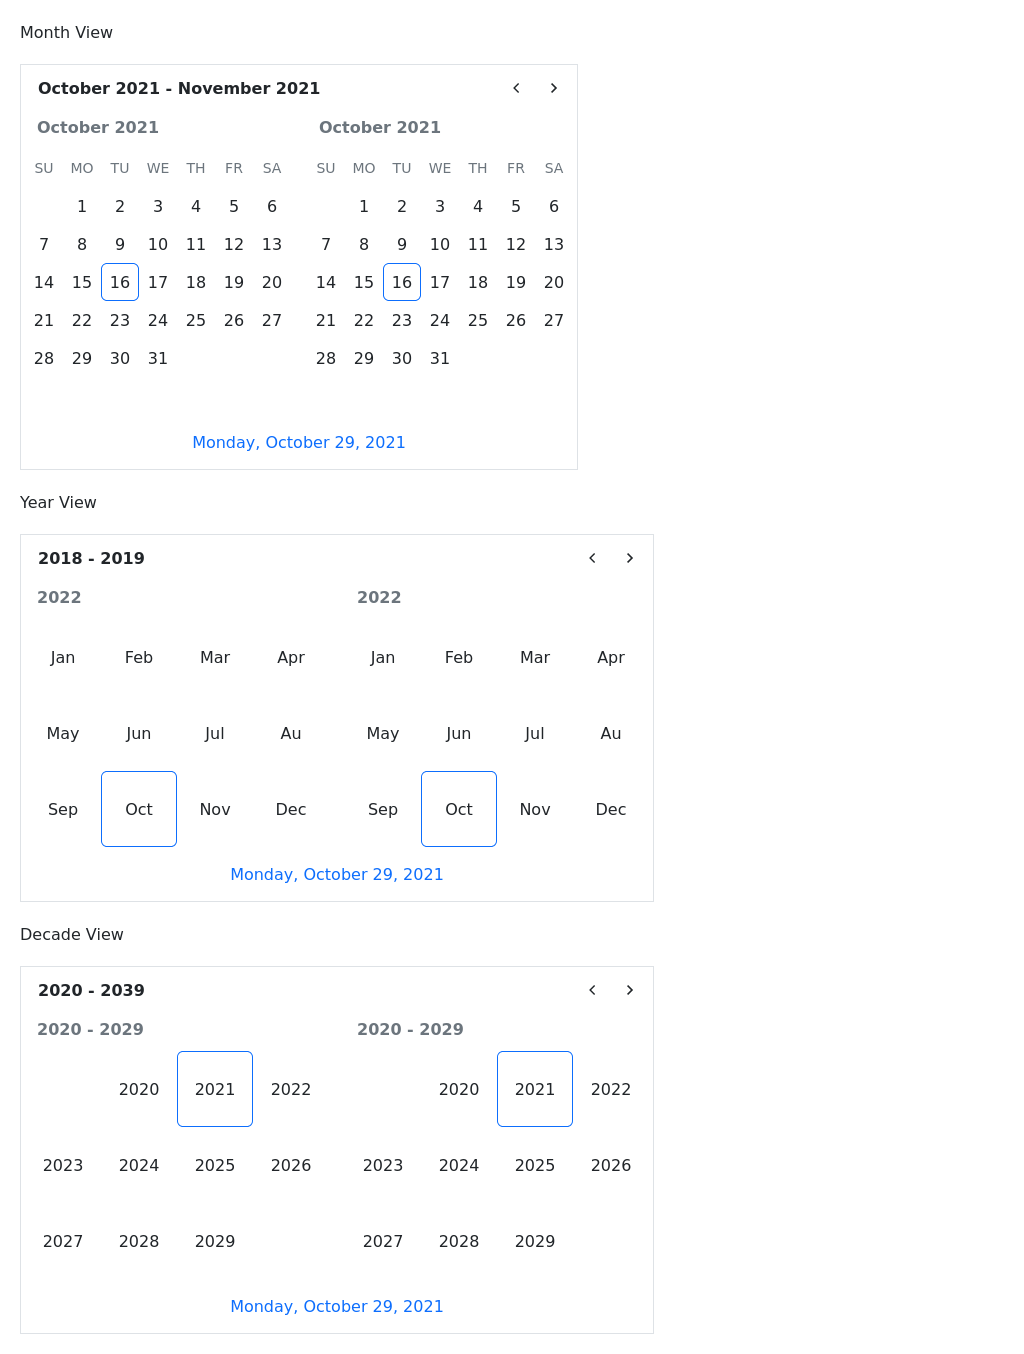 Month View
October 2021 - November 2021
October 2021 October 2021
SU MO TU WE TH FR SA SU MO TU WE TH FR SA
1 2 3 4 5 6 1 2 3 4 5 6
7 8 9 10 11 12 13 7 8 9 10 11 12 13
14 15 16 17 18 19 20 14 15 16 17 18 19 20
21 22 23 24 25 26 27 21 22 23 24 25 26 27
28 29 30 31 28 29 30 31
Monday, October 29, 2021
Year View
2018 - 2019
2022 2022
Jan Feb Mar Apr Jan Feb Mar Apr
May Jun Jul Au May Jun Jul Au
Sep Oct Nov Dec Sep Oct Nov Dec
Monday, October 29, 2021
Decade View
2020 - 2039
2020 - 2029 2020 - 2029
2020 2021 2022 2020 2021 2022
2023 2024 2025 2026 2023 2024 2025 2026
2027 2028 2029 2027 2028 2029
Monday, October 29, 2021